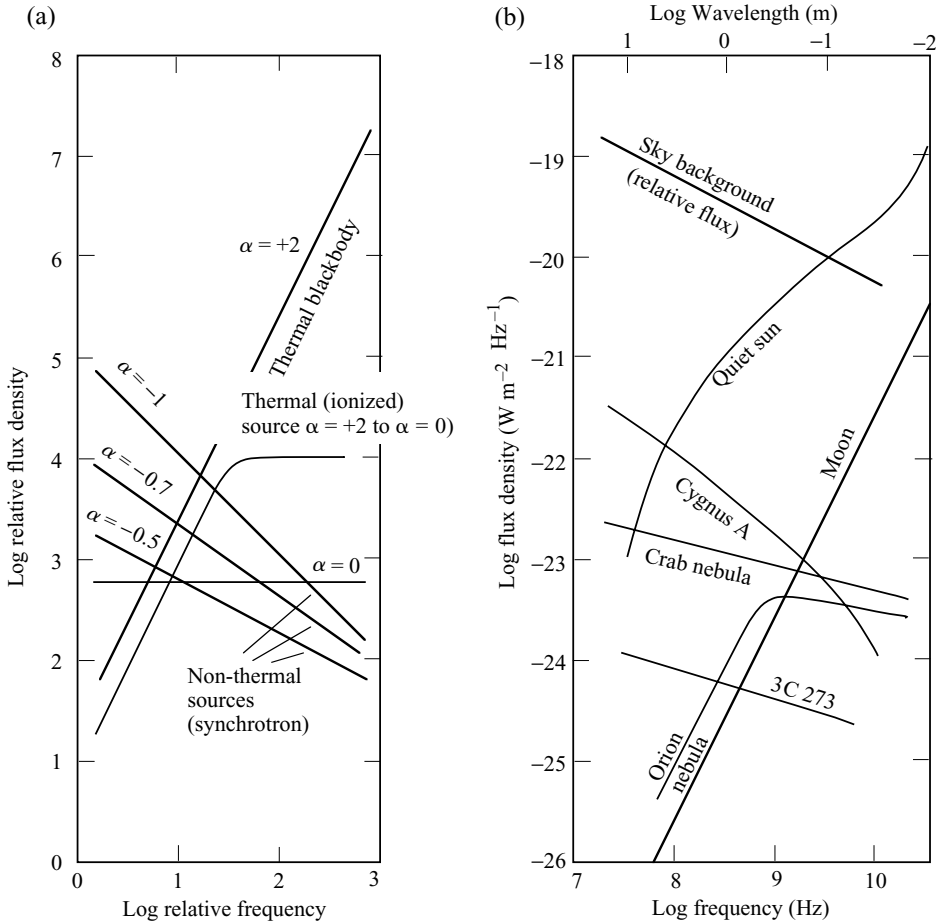 (a)
8
7
6
5
4
3
2
1
0
0 1 2 3
Log relative flux density
Log relative frequency
α = +2
Thermal blackbody
α = −1
Thermal (ionized)
source α = +2 to α = 0)
α = −0.7
α = −0.5
α = 0
Non-thermal
sources
(synchrotron)
(b)
Log Wavelength (m)
1 0 −1 −2
−18
−19
−20
−21
−22
−23
−24
−25
−26
7 8 9 10
Log flux density (W m⁻² Hz⁻¹)
Log frequency (Hz)
Sky background
(relative flux)
Quiet sun
Moon
Cygnus A
Crab nebula
3C 273
Orion
nebula